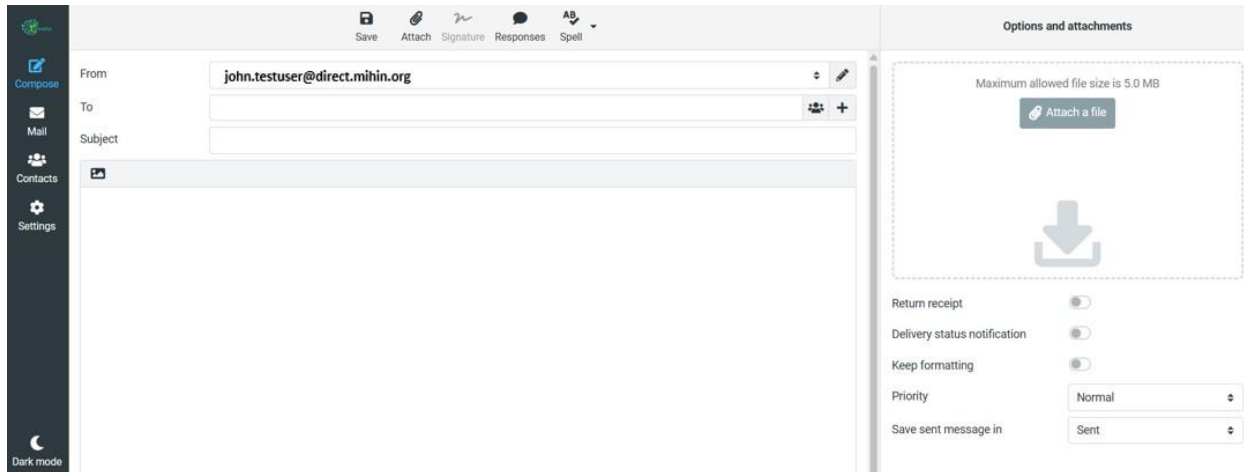 Compose
Mail
Contacts
Settings
Dark mode
Save
Attach
Signature
Responses
AB
Spell
From
john.testuser@direct.mihin.org
To
Subject
Options and attachments
Maximum allowed file size is 5.0 MB
Attach a file
Return receipt
Delivery status notification
Keep formatting
Priority
Normal
Save sent message in
Sent